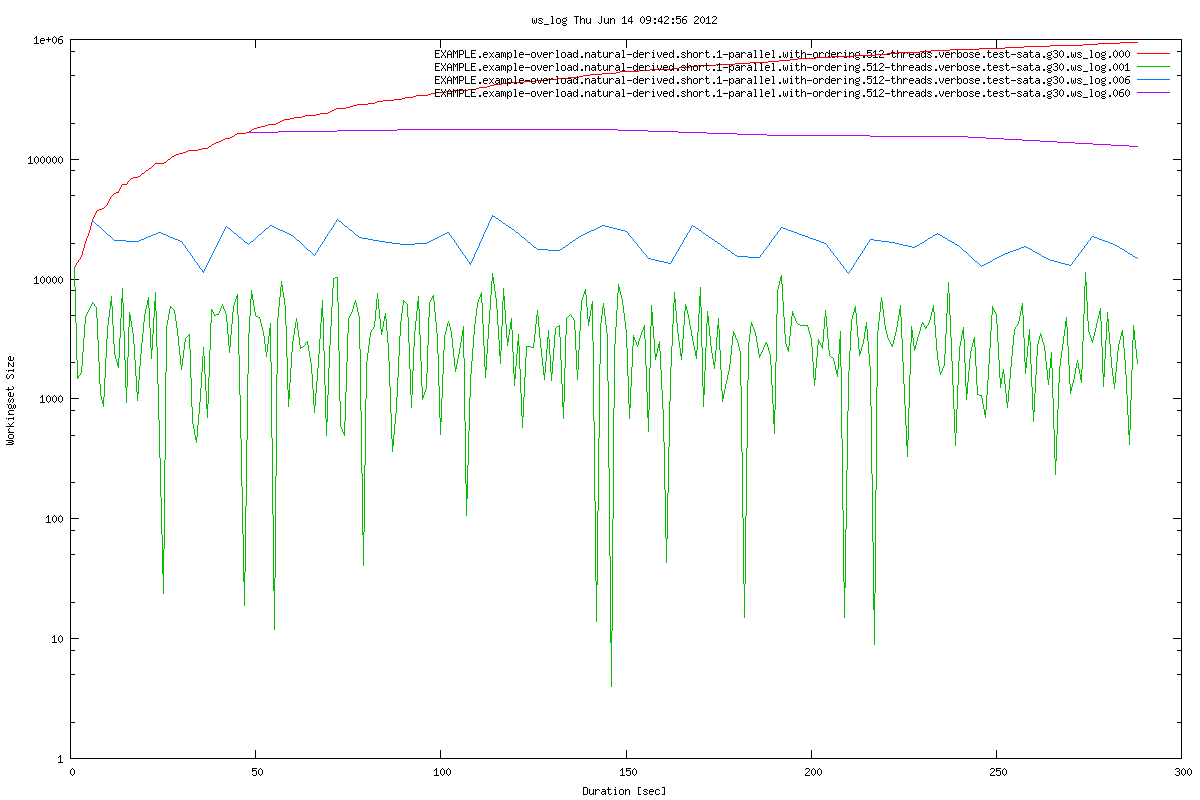 ws_log Thu Jun 14 09:42:56 2012
EXAMPLE.example-overload.natural-derived.short.1-parallel.with-ordering.512-threads.verbose.test-sata.g30.ws_log.000
EXAMPLE.example-overload.natural-derived.short.1-parallel.with-ordering.512-threads.verbose.test-sata.g30.ws_log.001
EXAMPLE.example-overload.natural-derived.short.1-parallel.with-ordering.512-threads.verbose.test-sata.g30.ws_log.006
EXAMPLE.example-overload.natural-derived.short.1-parallel.with-ordering.512-threads.verbose.test-sata.g30.ws_log.060
1e+06
100000
10000
1000
100
10
1
Workingset Size
0 50 100 150 200 250 300
Duration [sec]